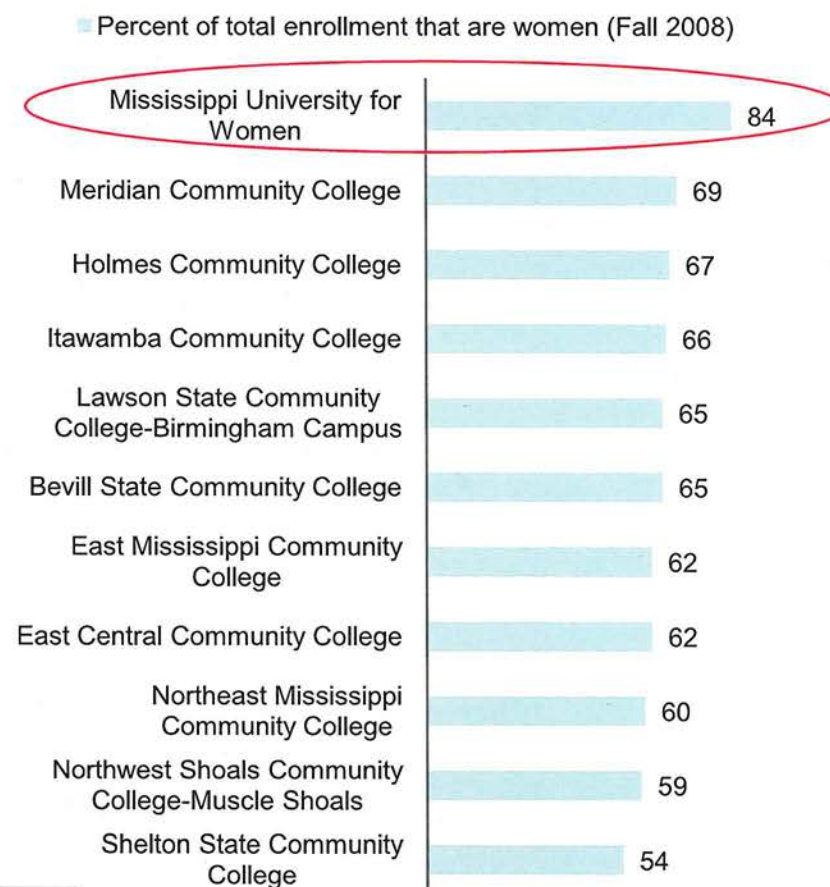 Percent of total enrollment that are women (Fall 2008)
Mississippi University for
Women
84
Meridian Community College
69
Holmes Community College
67
Itawamba Community College
66
Lawson State Community
College-Birmingham Campus
65
Bevill State Community College
65
East Mississippi Community
College
62
East Central Community College
62
Northeast Mississippi
Community College
60
Northwest Shoals Community
College-Muscle Shoals
59
Shelton State Community
College
54